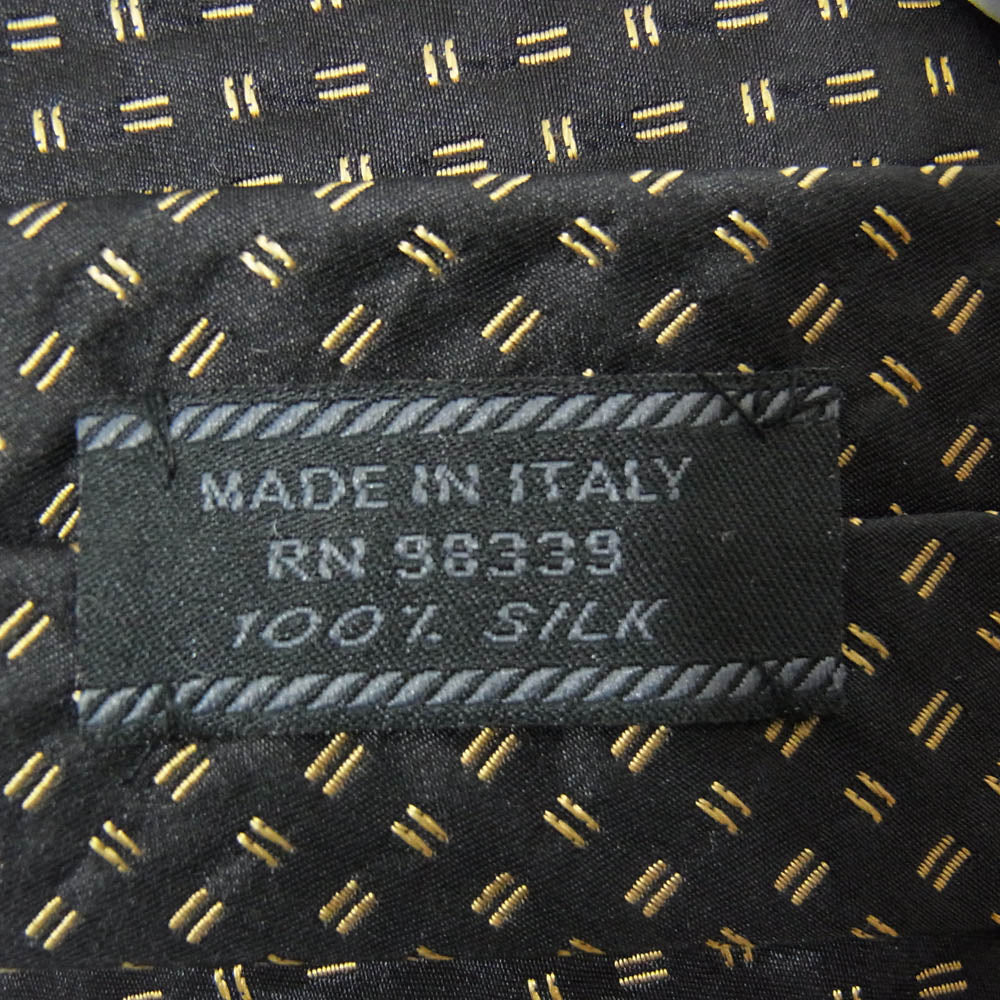 MADE IN ITALY
RN 98339
100% SILK